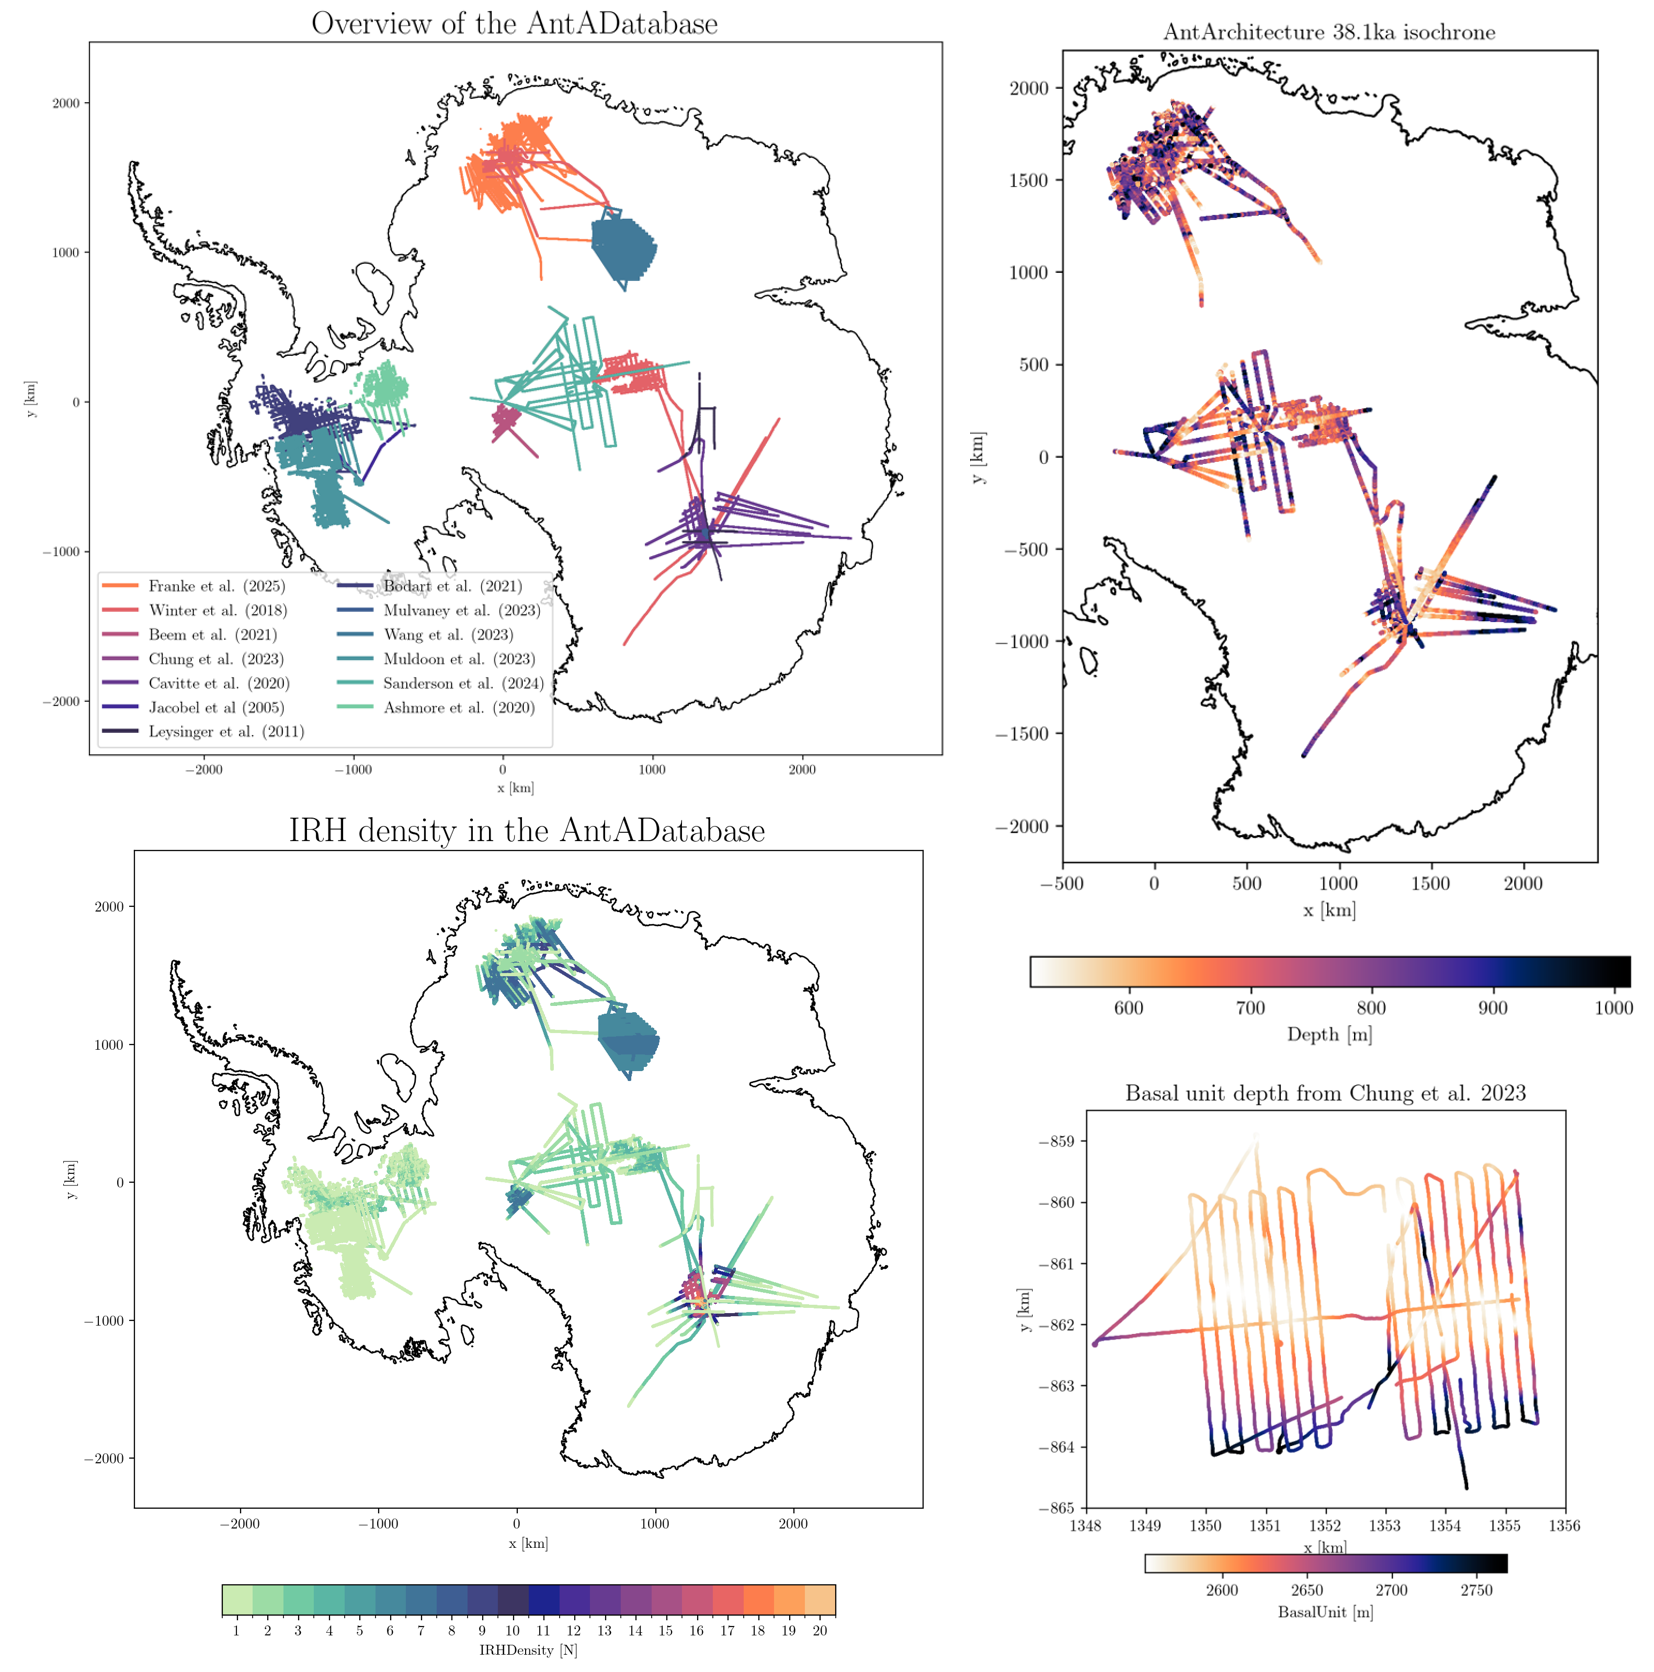 Overview of the AntADatabase
2000
1000
0
−1000
−2000
y [km]
Franke et al. (2025)
Winter et al. (2018)
Beem et al. (2021)
Chung et al. (2023)
Cavitte et al. (2020)
Jacobel et al (2005)
Leysinger et al. (2011)
Bodart et al. (2021)
Mulvaney et al. (2023)
Wang et al. (2023)
Muldoon et al. (2023)
Sanderson et al. (2024)
Ashmore et al. (2020)
−2000 −1000 0 1000 2000
x [km]
AntArchitecture 38.1ka isochrone
2000
1500
1000
500
0
−500
−1000
−1500
−2000
y [km]
−500 0 500 1000 1500 2000
x [km]
600 700 800 900 1000
Depth [m]
IRH density in the AntADatabase
2000
1000
0
−1000
−2000
y [km]
−2000 −1000 0 1000 2000
x [km]
1 2 3 4 5 6 7 8 9 10 11 12 13 14 15 16 17 18 19 20
IRHDensity [N]
Basal unit depth from Chung et al. 2023
−859
−860
−861
−862
−863
−864
−865
y [km]
1348 1349 1350 1351 1352 1353 1354 1355 1356
x [km]
2600 2650 2700 2750
BasalUnit [m]